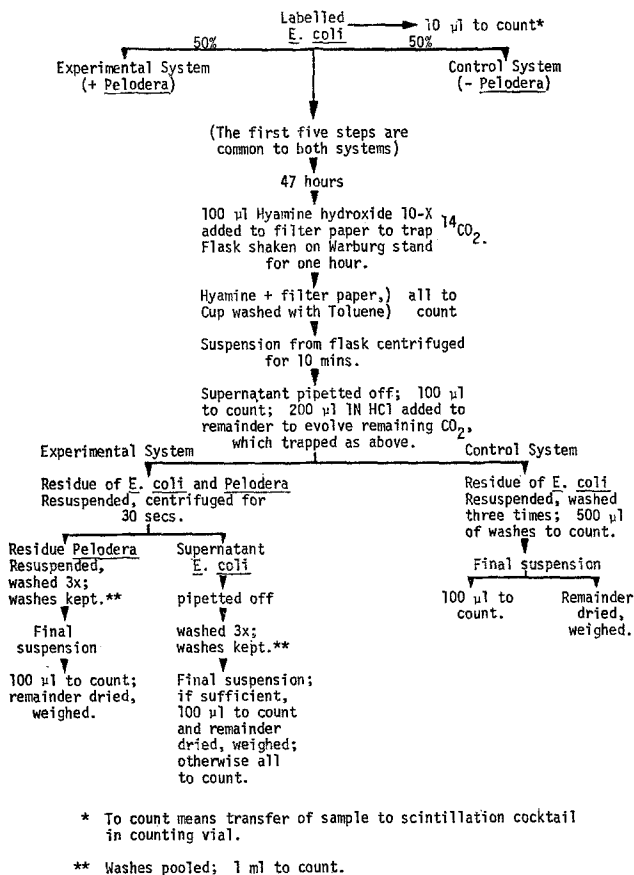 Labelled
E. coli
10 µl to count*
50%
50%
Experimental System
(+ Pelodera)
Control System
(- Pelodera)
(The first five steps are
common to both systems)
47 hours
100 µl Hyamine hydroxide 10-X
added to filter paper to trap 14CO2.
Flask shaken on Warburg stand
for one hour.
Hyamine + filter paper,) all to
Cup washed with Toluene) count
Suspension from flask centrifuged
for 10 mins.
Supernatant pipetted off; 100 µl
to count; 200 µl 1N HCl added to
remainder to evolve remaining CO2,
which trapped as above.
Experimental System
Residue of E. coli and Pelodera
Resuspended, centrifuged for
30 secs.
Residue Pelodera
Resuspended,
washed 3x;
washes kept.**
Final
suspension
100 µl to count;
remainder dried,
weighed.
Supernatant
E. coli
pipetted off
washed 3x;
washes kept.**
Final suspension;
if sufficient,
100 µl to count
and remainder
dried, weighed;
otherwise all
to count.
Control System
Residue of E. coli
Resuspended, washed
three times; 500 µl
of washes to count.
Final suspension
100 µl to
count.
Remainder
dried,
weighed.
* To count means transfer of sample to scintillation cocktail
in counting vial.
** Washes pooled; 1 ml to count.